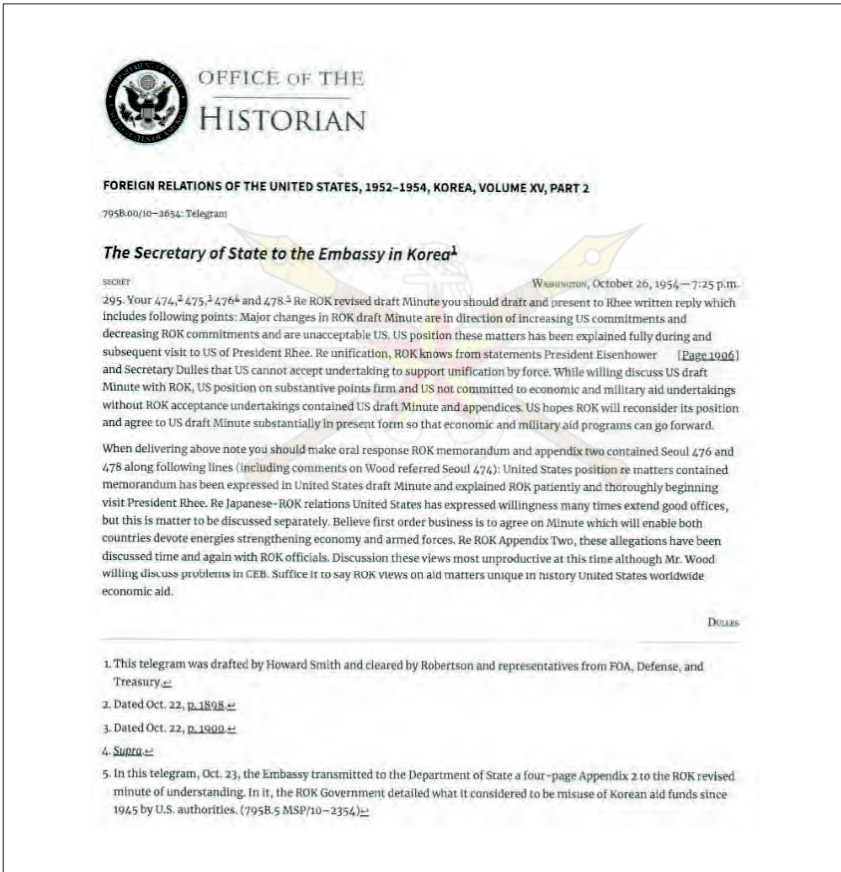 OFFICE OF THE
HISTORIAN
FOREIGN RELATIONS OF THE UNITED STATES, 1952–1954, KOREA, VOLUME XV, PART 2
795B.00/10–2654: Telegram
The Secretary of State to the Embassy in Korea1
SECRET WASHINGTON, October 26, 1954—7:25 p.m.
295. Your 474,2 475,3 4764 and 478.5 Re ROK revised draft Minute you should draft and present to Rhee written reply which
includes following points: Major changes in ROK draft Minute are in direction of increasing US commitments and
decreasing ROK commitments and are unacceptable US. US position these matters has been explained fully during and
subsequent visit to US of President Rhee. Re unification, ROK knows from statements President Eisenhower [Page 1906]
and Secretary Dulles that US cannot accept undertaking to support unification by force. While willing discuss US draft
Minute with ROK, US position on substantive points firm and US not committed to economic and military aid undertakings
without ROK acceptance undertakings contained US draft Minute and appendices. US hopes ROK will reconsider its position
and agree to US draft Minute substantially in present form so that economic and military aid programs can go forward.
When delivering above note you should make oral response ROK memorandum and appendix two contained Seoul 476 and
478 along following lines (including comments on Wood referred Seoul 474): United States position re matters contained
memorandum has been expressed in United States draft Minute and explained ROK patiently and thoroughly beginning
visit President Rhee. Re Japanese–ROK relations United States has expressed willingness many times extend good offices,
but this is matter to be discussed separately. Believe first order business is to agree on Minute which will enable both
countries devote energies strengthening economy and armed forces. Re ROK Appendix Two, these allegations have been
discussed time and again with ROK officials. Discussion these views most unproductive at this time although Mr. Wood
willing discuss problems in CEB. Suffice it to say ROK views on aid matters unique in history United States worldwide
economic aid.
DULLES
1. This telegram was drafted by Howard Smith and cleared by Robertson and representatives from FOA, Defense, and
Treasury.↩
2. Dated Oct. 22, p. 1898.↩
3. Dated Oct. 22, p. 1900.↩
4. Supra.↩
5. In this telegram, Oct. 23, the Embassy transmitted to the Department of State a four-page Appendix 2 to the ROK revised
minute of understanding. In it, the ROK Government detailed what it considered to be misuse of Korean aid funds since
1945 by U.S. authorities. (795B.5 MSP/10–2354)↩